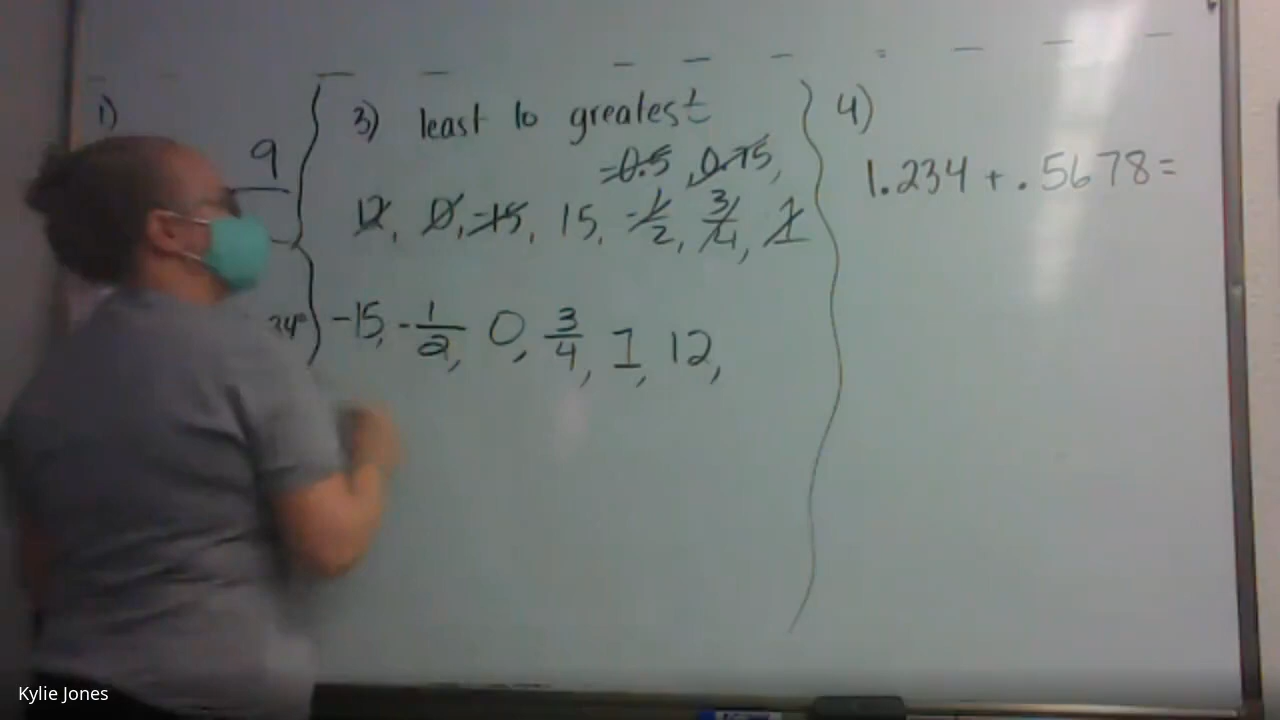 1)
9
24°
3) least to greatest
-0.5, 0.75,
12, 0, -15, 15, -1/2, 3/4, 1
-15, -1/2, 0, 3/4, 1, 12,
4)
1.234 + .5678 =
Kylie Jones